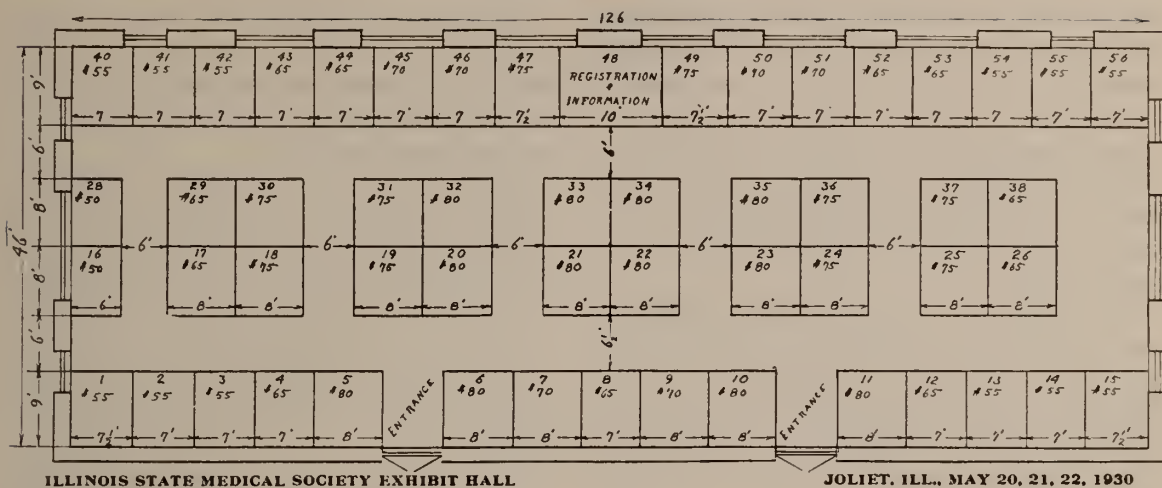 126
40 41 42 43 44 45 46 47 48 49 50 51 52 53 54 55 56
$55 $55 $55 $65 $65 $70 $70 $75 REGISTRATION $75 $70 $70 $65 $65 $55 $55 $55
&
INFORMATION
7 7 7' 7' 7' 7' 7 7½ 10' 7½' 7' 7' 7' 7 7' 7' 7'
9'
6' 6'
28 29 30 31 32 33 34 35 36 37 38
$50 $65 $75 $75 $80 $80 $80 $80 $75 $75 $65
8'
46'
6' 6' 6' 6' 6'
16 17 18 19 20 21 22 23 24 25 26
$50 $65 $75 $75 $80 $80 $80 $80 $75 $75 $65
8'
6' 8' 8' 8' 8' 8' 8' 8' 8' 8' 8'
6' 6½'
1 2 3 4 5 ENTRANCE 6 7 8 9 10 ENTRANCE 11 12 13 14 15
$55 $55 $55 $65 $80 $80 $70 $65 $70 $80 $80 $65 $55 $55 $55
9'
7½' 7' 7' 7' 8' 8' 8' 7' 8' 8' 8' 7' 7' 7' 7½'
ILLINOIS STATE MEDICAL SOCIETY EXHIBIT HALL JOLIET, ILL., MAY 20, 21, 22, 1930